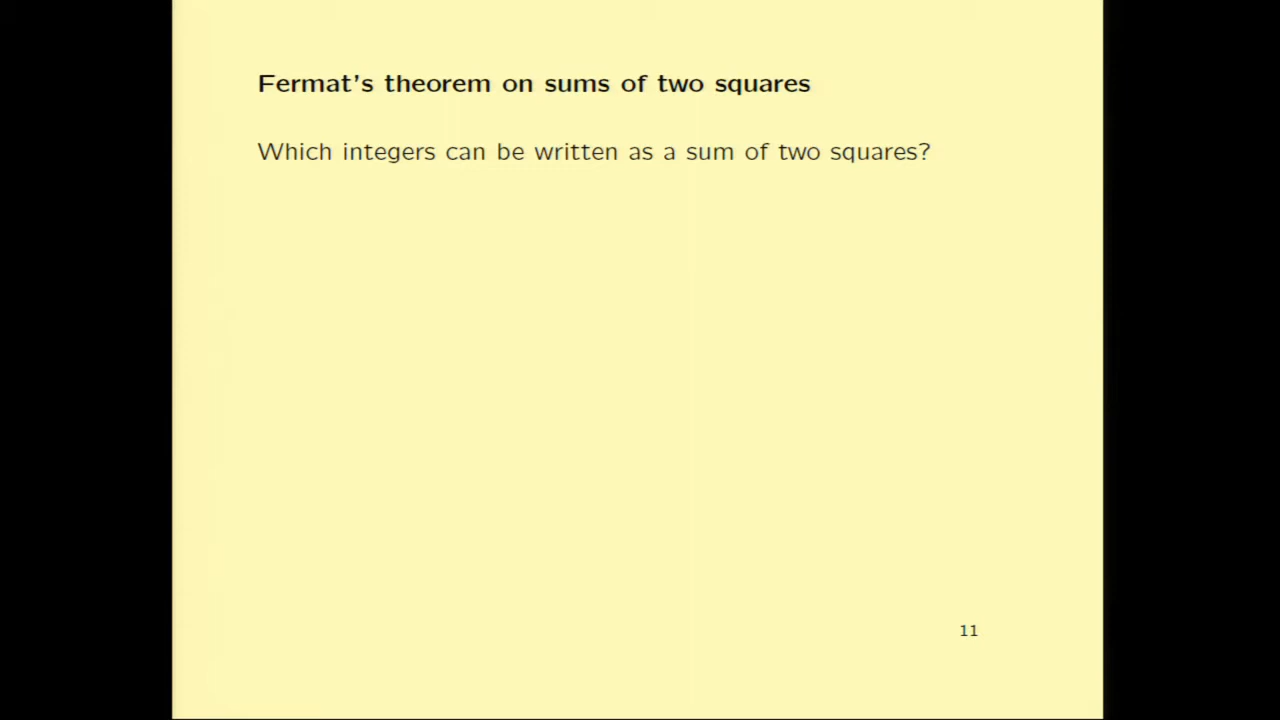 Fermat's theorem on sums of two squares
Which integers can be written as a sum of two squares?
11